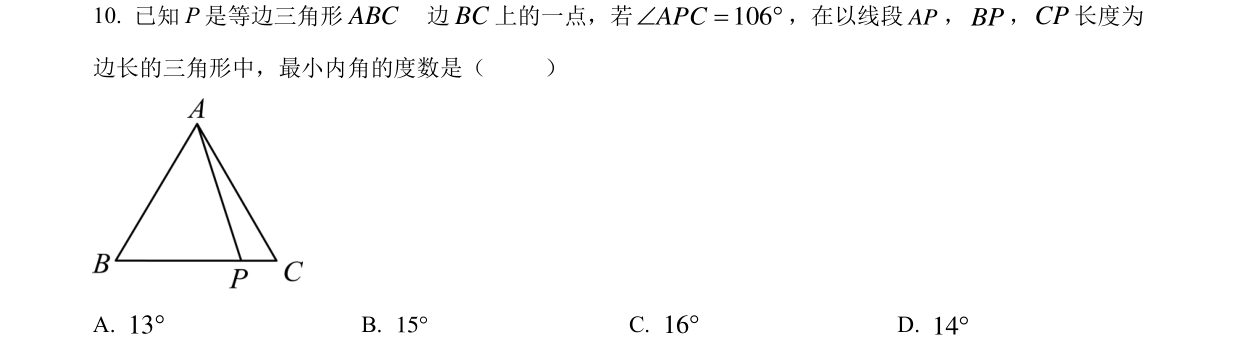 10. 已知 P 是等边三角形 ABC 边 BC 上的一点，若∠APC=106°，在以线段 AP，BP，CP 长度为
边长的三角形中，最小内角的度数是（ ）
A
B
P
C
A. 13° B. 15° C. 16° D. 14°